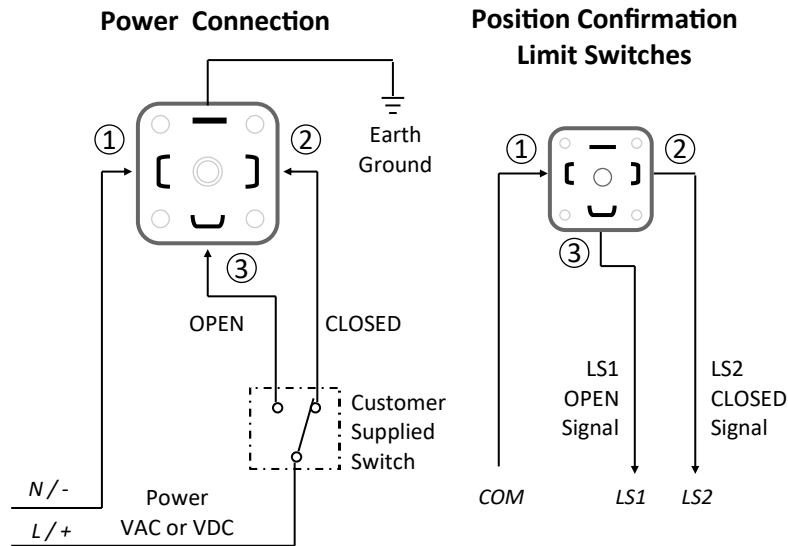 Power Connection
①
②
③
Earth
Ground
OPEN
CLOSED
Customer
Supplied
Switch
N / -
L / +
Power
VAC or VDC
Position Confirmation
Limit Switches
①
②
③
LS1
OPEN
Signal
LS2
CLOSED
Signal
COM
LS1
LS2